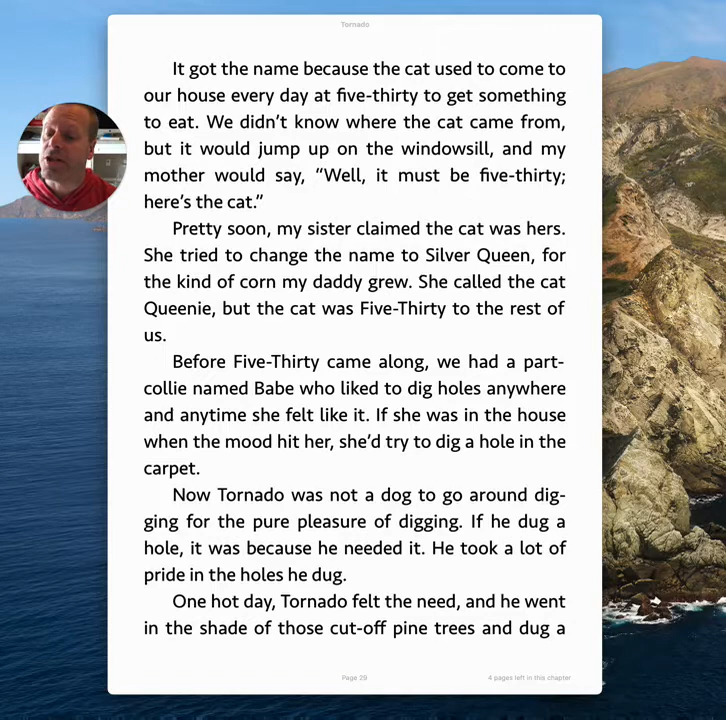 Tornado
It got the name because the cat used to come to
our house every day at five-thirty to get something
to eat. We didn’t know where the cat came from,
but it would jump up on the windowsill, and my
mother would say, “Well, it must be five-thirty;
here’s the cat.”
Pretty soon, my sister claimed the cat was hers.
She tried to change the name to Silver Queen, for
the kind of corn my daddy grew. She called the cat
Queenie, but the cat was Five-Thirty to the rest of
us.
Before Five-Thirty came along, we had a part-
collie named Babe who liked to dig holes anywhere
and anytime she felt like it. If she was in the house
when the mood hit her, she’d try to dig a hole in the
carpet.
Now Tornado was not a dog to go around dig-
ging for the pure pleasure of digging. If he dug a
hole, it was because he needed it. He took a lot of
pride in the holes he dug.
One hot day, Tornado felt the need, and he went
in the shade of those cut-off pine trees and dug a
Page 29
4 pages left in this chapter